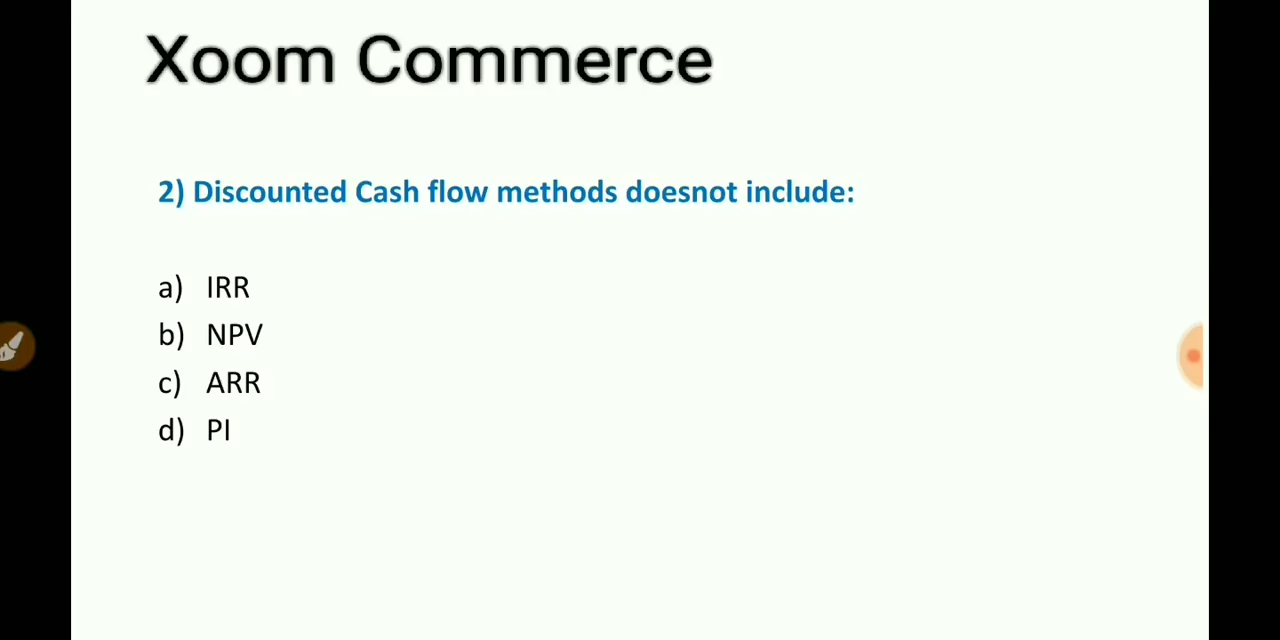 Xoom Commerce
2) Discounted Cash flow methods doesnot include:
a) IRR
b) NPV
c) ARR
d) PI